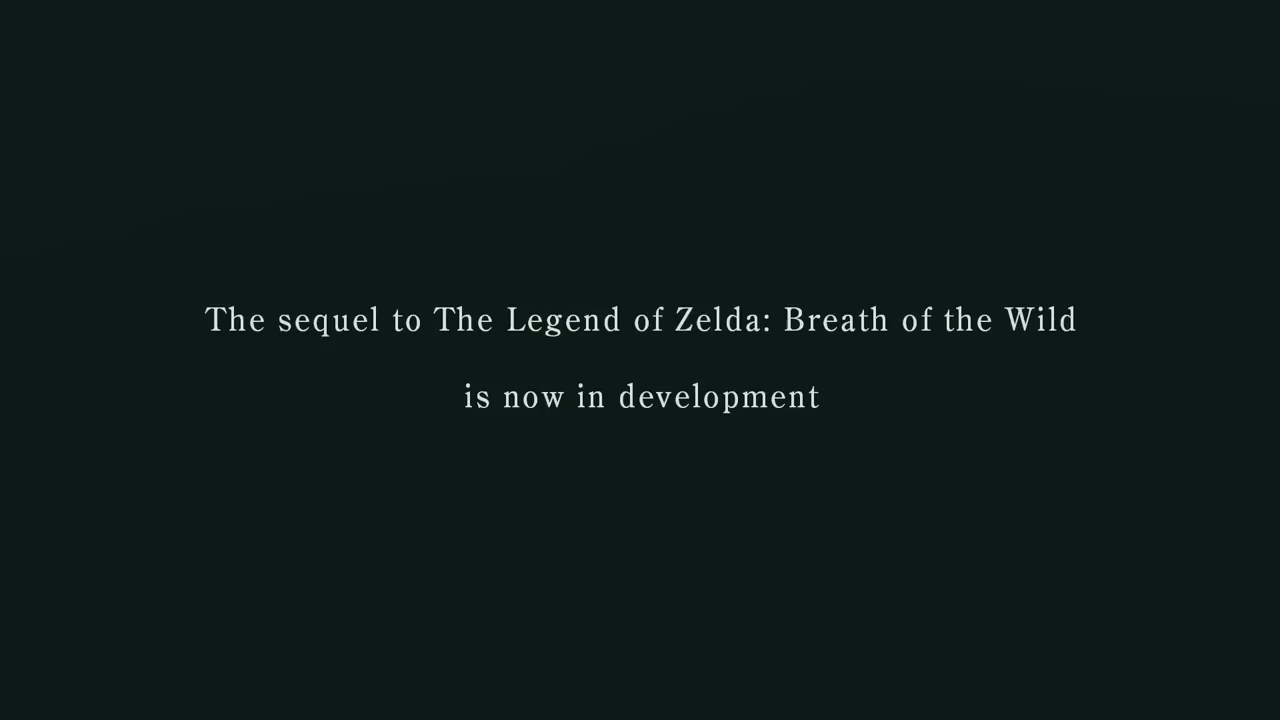 The sequel to The Legend of Zelda: Breath of the Wild
is now in development